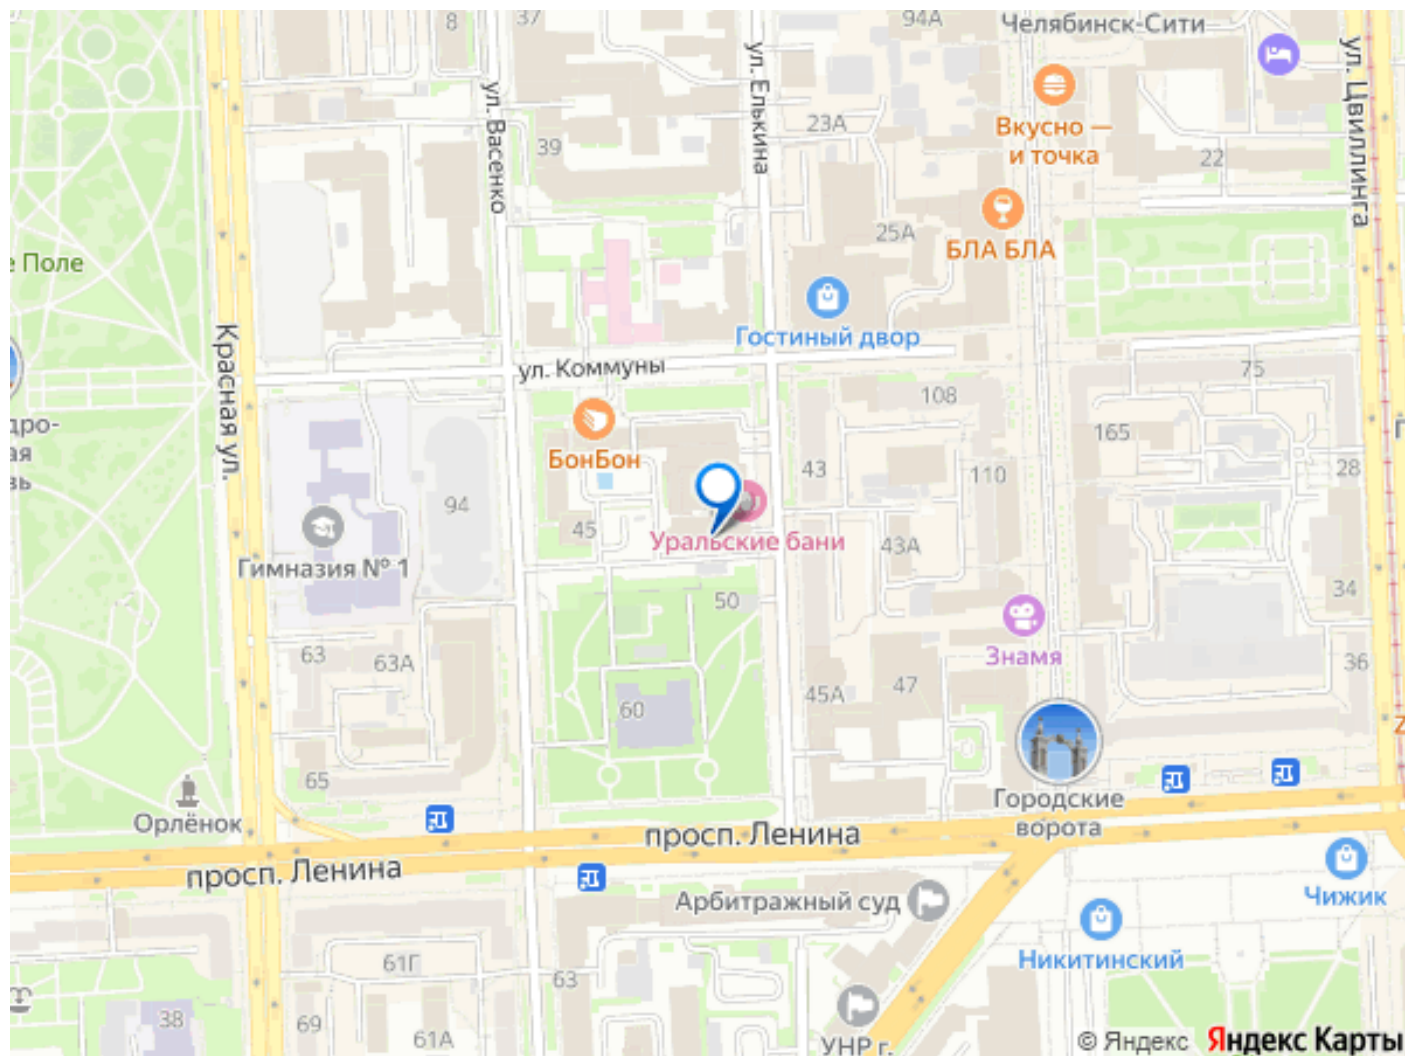 8
37
94А
Челябинск-Сити
ул. Цвиллинга
ул. Елькина
ул. Васенко
39
23А
Вкусно —
и точка
22
25А
БЛА БЛА
е Поле
Гостиный двор
Красная ул.
ул. Коммуны
75
108
165
БонБон
43
110
28
94
45
Уральские бани
43А
Гимназия № 1
50
34
63
63А
Знамя
36
45А
47
60
65
Городские
ворота
Орлёнок
просп. Ленина
просп. Ленина
Чижик
Арбитражный суд
Никитинский
61Г
63
38
69
61А
УНР г.
© Яндекс Яндекс Карты